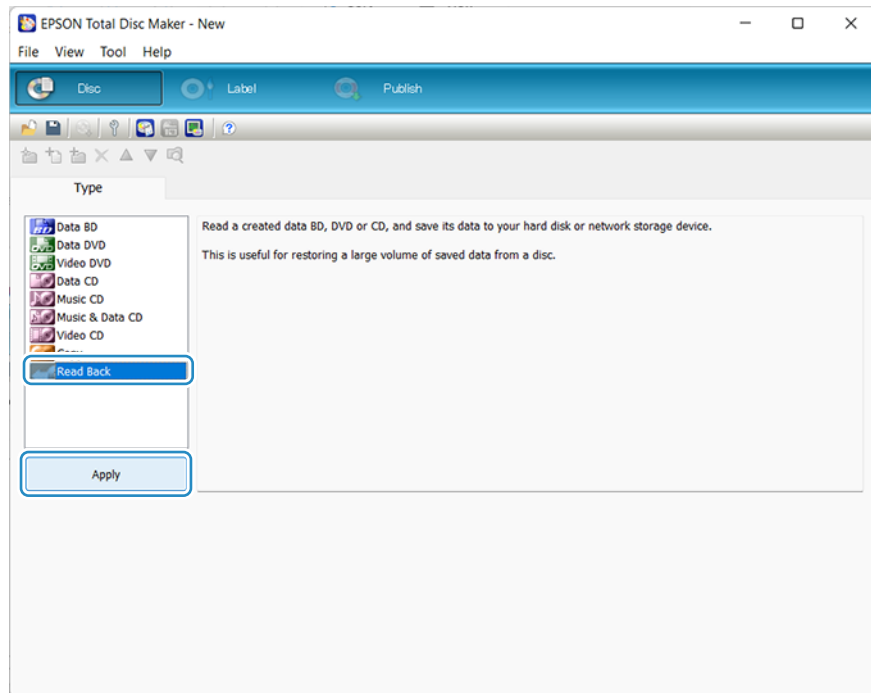 EPSON Total Disc Maker - New
File View Tool Help
Disc Label Publish
Type
Data BD
Data DVD
Video DVD
Data CD
Music CD
Music & Data CD
Video CD
Read Back
Apply
Read a created data BD, DVD or CD, and save its data to your hard disk or network storage device.
This is useful for restoring a large volume of saved data from a disc.